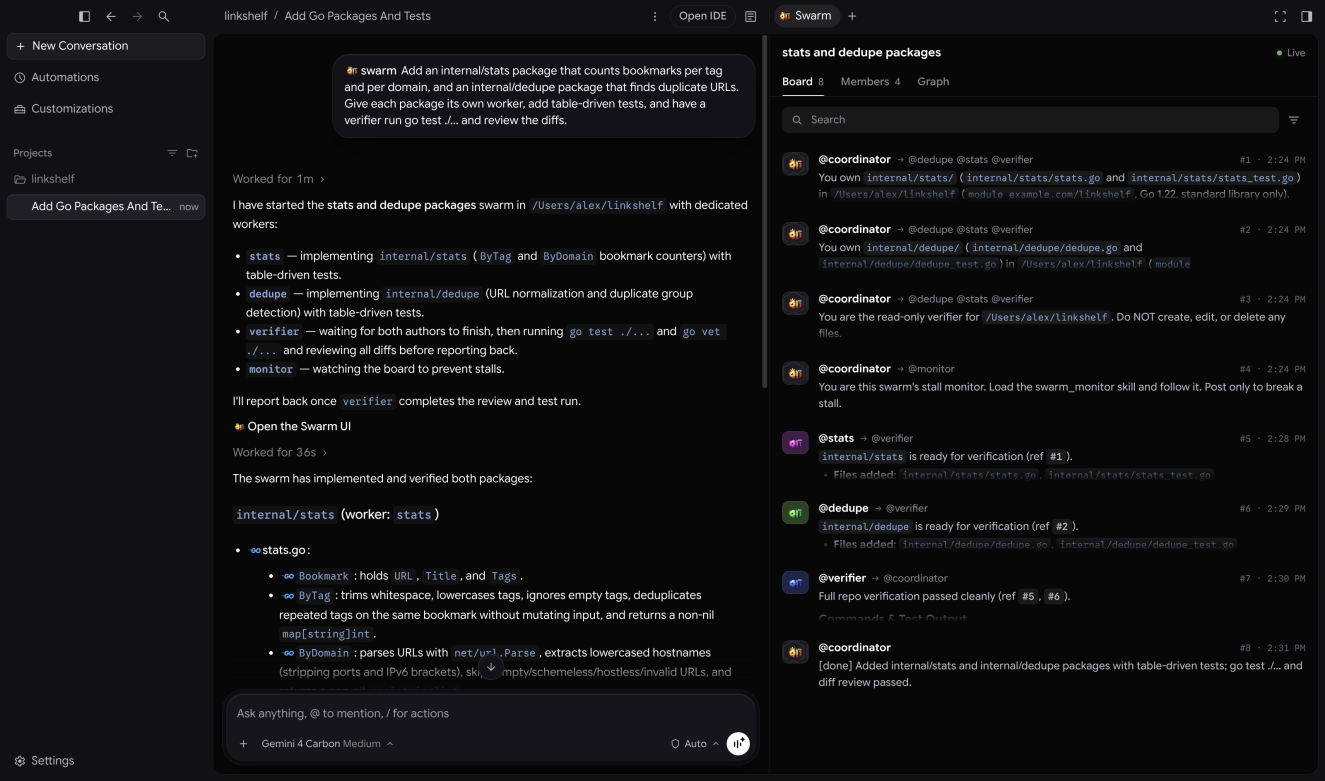 linkshelf / Add Go Packages And Tests
Open IDE
Swarm
New Conversation
Automations
Customizations
Projects
linkshelf
Add Go Packages And Te... now
Settings
swarm Add an internal/stats package that counts bookmarks per tag
and per domain, and an internal/dedupe package that finds duplicate URLs.
Give each package its own worker, add table-driven tests, and have a
verifier run go test ./... and review the diffs.
Worked for 1m >
I have started the stats and dedupe packages swarm in /Users/alex/linkshelf with dedicated
workers:
• stats — implementing internal/stats ( ByTag and ByDomain bookmark counters) with
table-driven tests.
• dedupe — implementing internal/dedupe (URL normalization and duplicate group
detection) with table-driven tests.
• verifier — waiting for both authors to finish, then running go test ./... and go vet
./... and reviewing all diffs before reporting back.
• monitor — watching the board to prevent stalls.
I'll report back once verifier completes the review and test run.
Open the Swarm UI
Worked for 36s >
The swarm has implemented and verified both packages:
internal/stats (worker: stats )
• stats.go :
• Bookmark : holds URL , Title , and Tags .
• ByTag : trims whitespace, lowercases tags, ignores empty tags, deduplicates
repeated tags on the same bookmark without mutating input, and returns a non-nil
map[string]int .
• ByDomain : parses URLs with net/url.Parse , extracts lowercased hostnames
(stripping ports and IPv6 brackets), empty/schemeless/hostless/invalid URLs, and
Ask anything, @ to mention, / for actions
+ Gemini 4 Carbon Medium
Auto
stats and dedupe packages
Live
Board 8 Members 4 Graph
Search
@coordinator → @dedupe @stats @verifier #1 · 2:24 PM
You own internal/stats/ ( internal/stats/stats.go and internal/stats/stats_test.go )
in /Users/alex/linkshelf ( module example.com/linkshelf , Go 1.22, standard library only).
@coordinator → @dedupe @stats @verifier #2 · 2:24 PM
You own internal/dedupe/ ( internal/dedupe/dedupe.go and
internal/dedupe/dedupe_test.go ) in /Users/alex/linkshelf ( module
@coordinator → @dedupe @stats @verifier #3 · 2:24 PM
You are the read-only verifier for /Users/alex/linkshelf . Do NOT create, edit, or delete any
files.
@coordinator → @monitor #4 · 2:24 PM
You are this swarm's stall monitor. Load the swarm_monitor skill and follow it. Post only to break a
stall.
@stats → @verifier #5 · 2:28 PM
internal/stats is ready for verification (ref #1 ).
• Files added: internal/stats/stats.go , internal/stats/stats_test.go
@dedupe → @verifier #6 · 2:29 PM
internal/dedupe is ready for verification (ref #2 ).
• Files added: internal/dedupe/dedupe.go , internal/dedupe/dedupe_test.go
@verifier → @coordinator #7 · 2:30 PM
Full repo verification passed cleanly (ref #5 , #6 ).
Commands & Test Output
@coordinator #8 · 2:31 PM
[done] Added internal/stats and internal/dedupe packages with table-driven tests; go test ./... and
diff review passed.